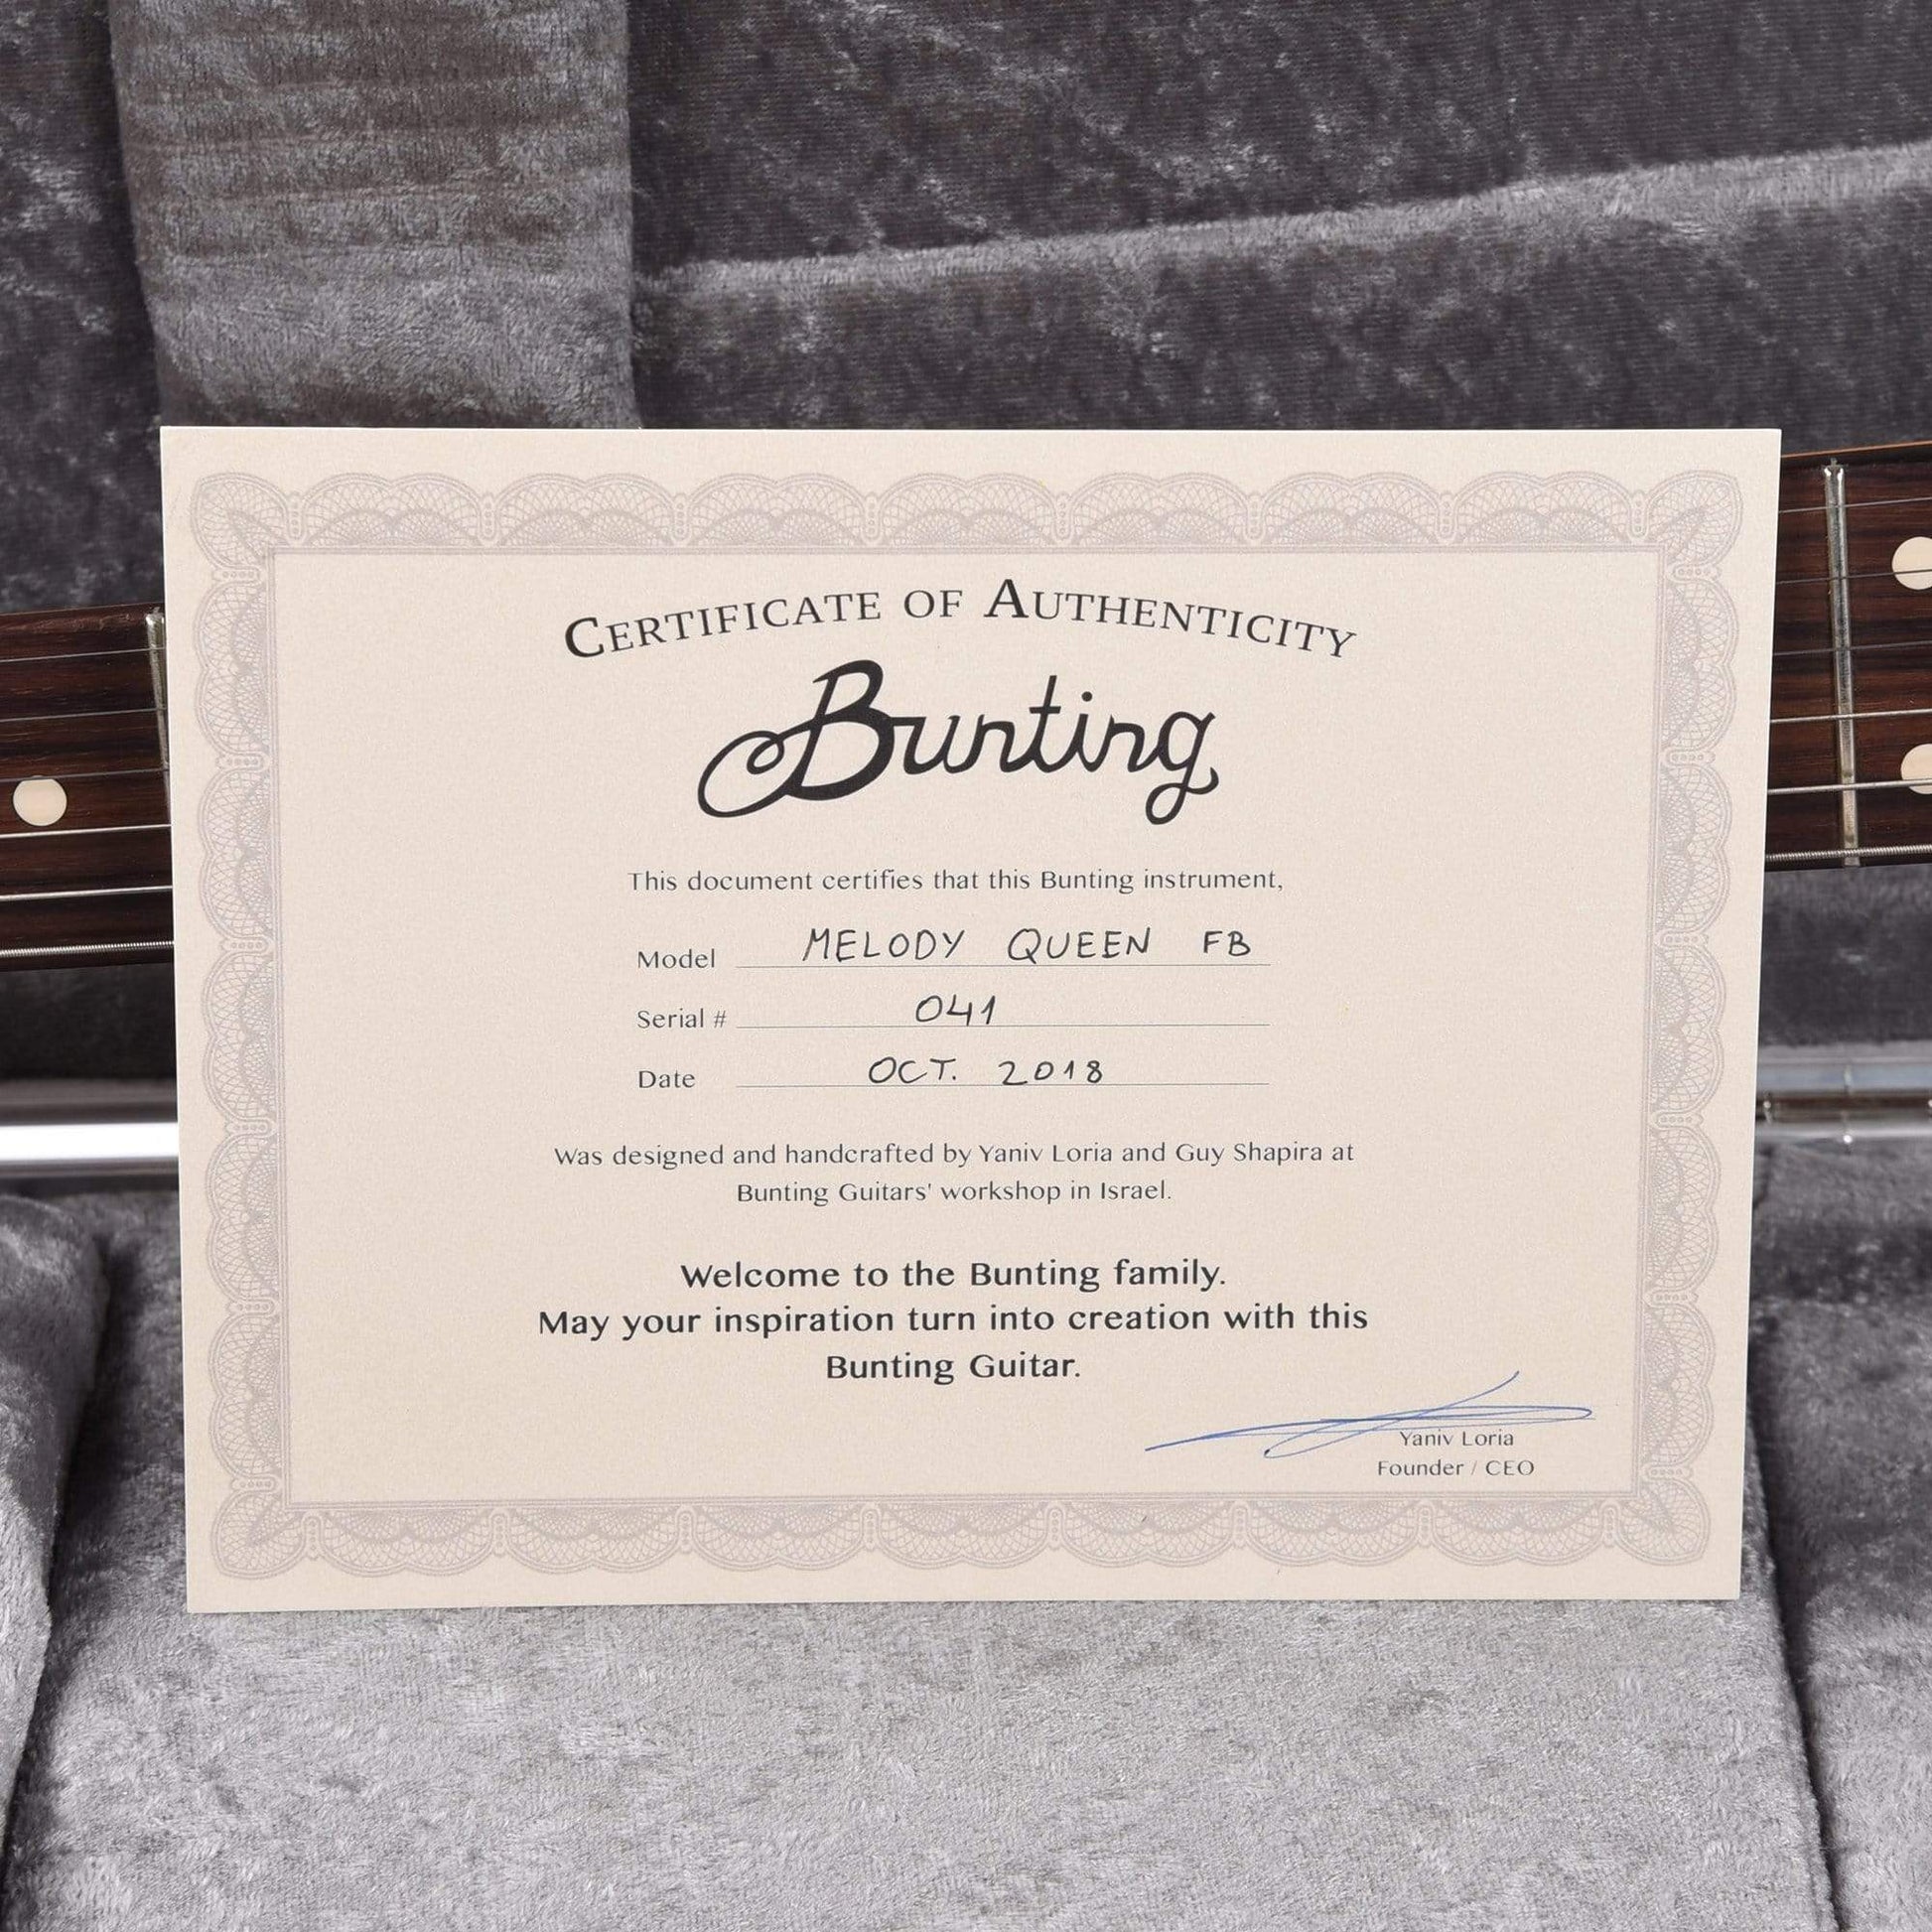 CERTIFICATE OF AUTHENTICITY
Bunting
This document certifies that this Bunting instrument,
Model MELODY QUEEN FB
Serial # 041
Date OCT. 2018
Was designed and handcrafted by Yaniv Loria and Guy Shapira at
Bunting Guitars' workshop in Israel.
Welcome to the Bunting family.
May your inspiration turn into creation with this
Bunting Guitar.
Yaniv Loria
Founder / CEO